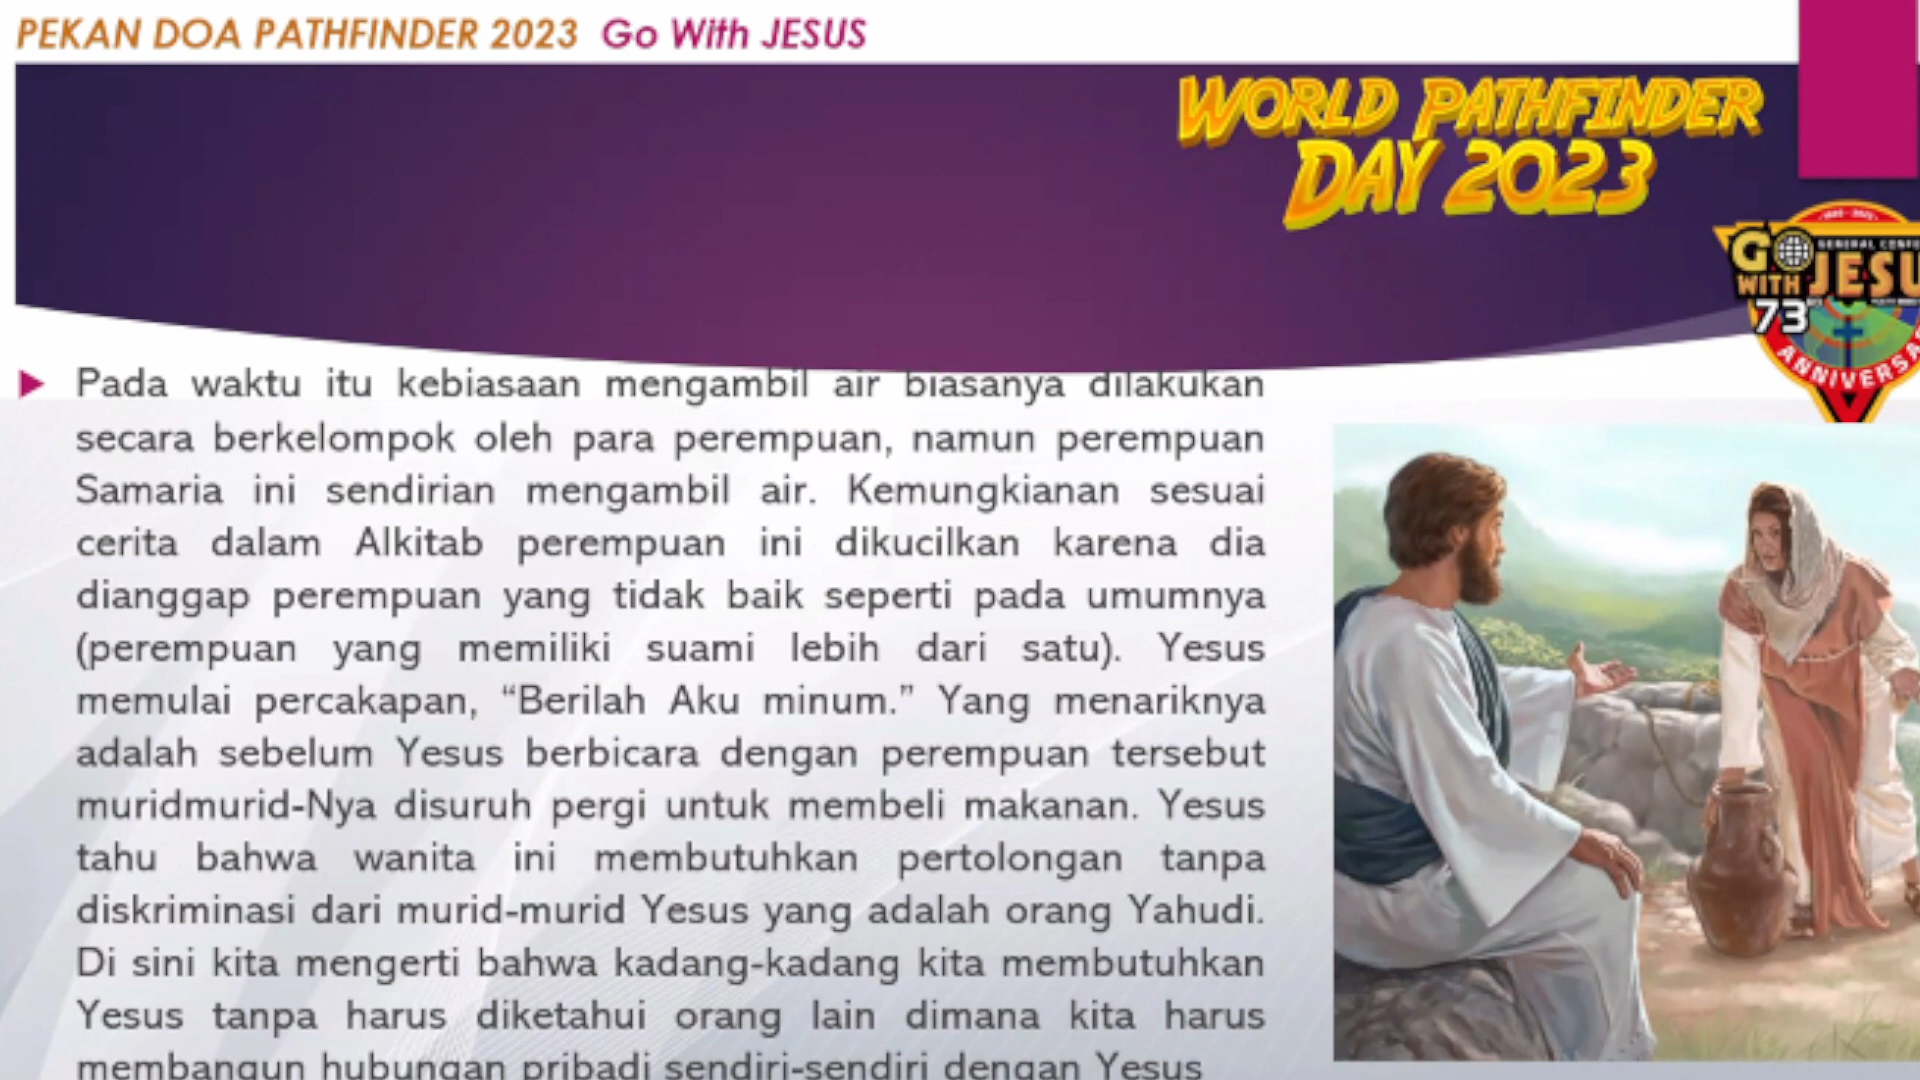 PEKAN DOA PATHFINDER 2023 Go With JESUS
WORLD PATHFINDER
DAY 2023
GO
WITH JESU
73
ANNIVERSA
Pada waktu itu kebiasaan mengambil air biasanya dilakukan
secara berkelompok oleh para perempuan, namun perempuan
Samaria ini sendirian mengambil air. Kemungkianan sesuai
cerita dalam Alkitab perempuan ini dikucilkan karena dia
dianggap perempuan yang tidak baik seperti pada umumnya
(perempuan yang memiliki suami lebih dari satu). Yesus
memulai percakapan, “Berilah Aku minum.” Yang menariknya
adalah sebelum Yesus berbicara dengan perempuan tersebut
muridmurid-Nya disuruh pergi untuk membeli makanan. Yesus
tahu bahwa wanita ini membutuhkan pertolongan tanpa
diskriminasi dari murid-murid Yesus yang adalah orang Yahudi.
Di sini kita mengerti bahwa kadang-kadang kita membutuhkan
Yesus tanpa harus diketahui orang lain dimana kita harus
membangun hubungan pribadi sendiri-sendiri dengan Yesus